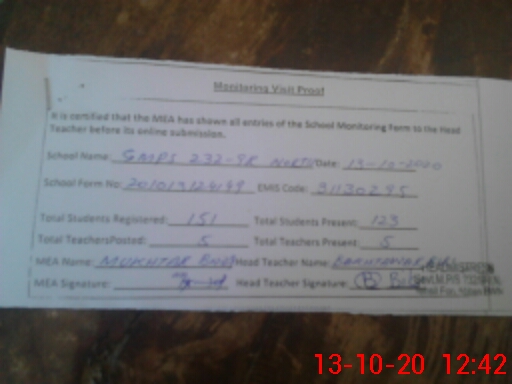 Monitoring Visit Proof
It is certified that the MEA has shown all entries of the School Monitoring Form to the Head
Teacher before its online submission.
School Name: GMPS 232-9R North Date: 13-10-2020
School Form No: EMIS Code: 31130295
Total Students Registered: 151 Total Students Present: 123
Total TeachersPosted: 5 Total Teachers Present: 5
MEA Name: MUKHTAR Head Teacher Name:
MEA Signature: Head Teacher Signature:
13-10-20 12:42